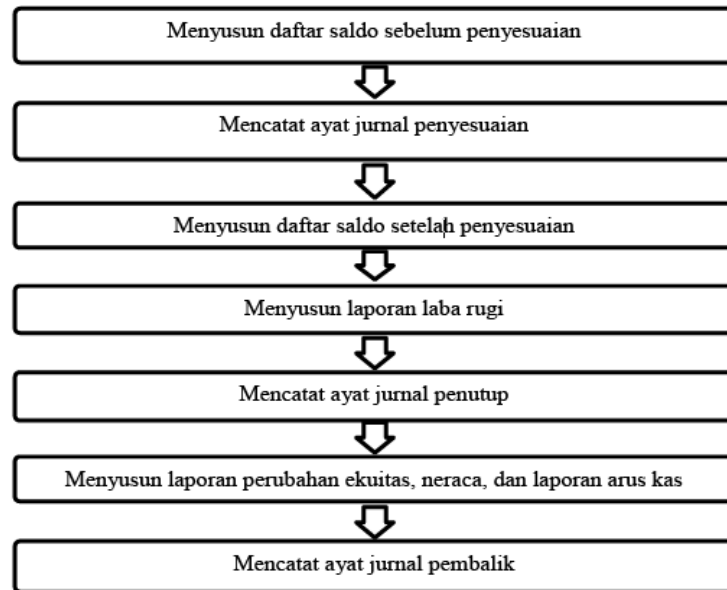 Menyusun daftar saldo sebelum penyesuaian
Mencatat ayat jurnal penyesuaian
Menyusun daftar saldo setelah penyesuaian
Menyusun laporan laba rugi
Mencatat ayat jurnal penutup
Menyusun laporan perubahan ekuitas, neraca, dan laporan arus kas
Mencatat ayat jurnal pembalik